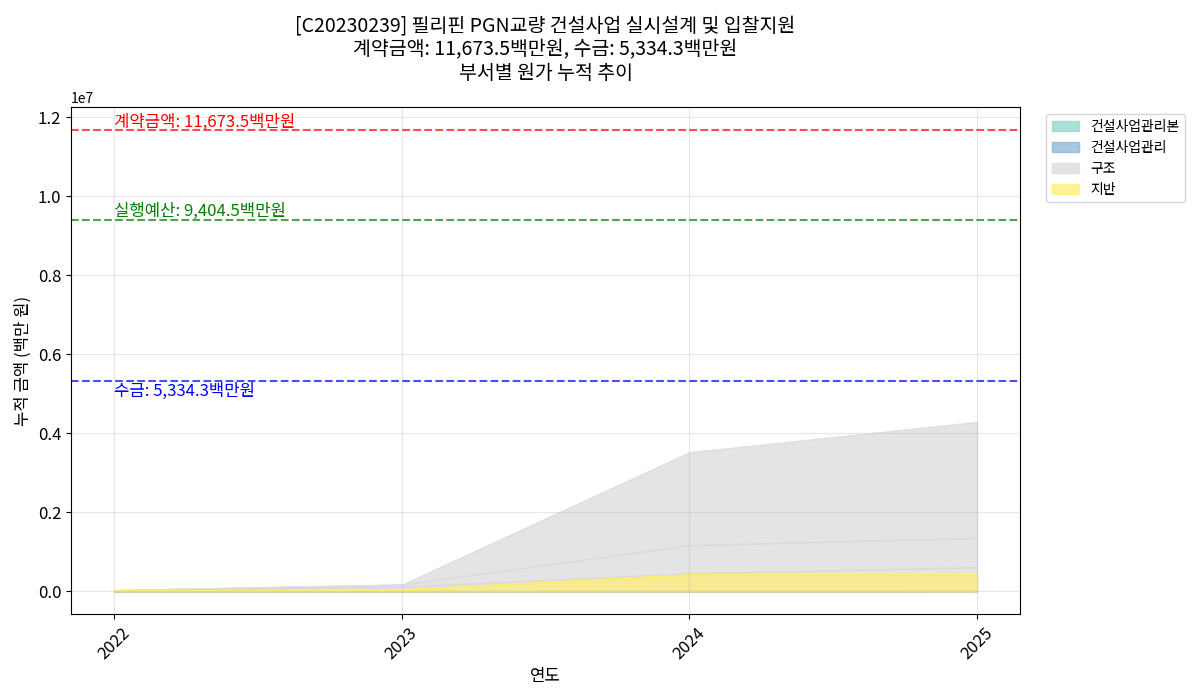 [C20230239] 필리핀 PGN교량 건설사업 실시설계 및 입찰지원
계약금액: 11,673.5백만원, 수금: 5,334.3백만원
부서별 원가 누적 추이
1e7
1.2
1.0
0.8
0.6
0.4
0.2
0.0
누적 금액 (백만 원)
계약금액: 11,673.5백만원
실행예산: 9,404.5백만원
수금: 5,334.3백만원
2022
2023
2024
2025
연도
건설사업관리본
건설사업관리
구조
지반